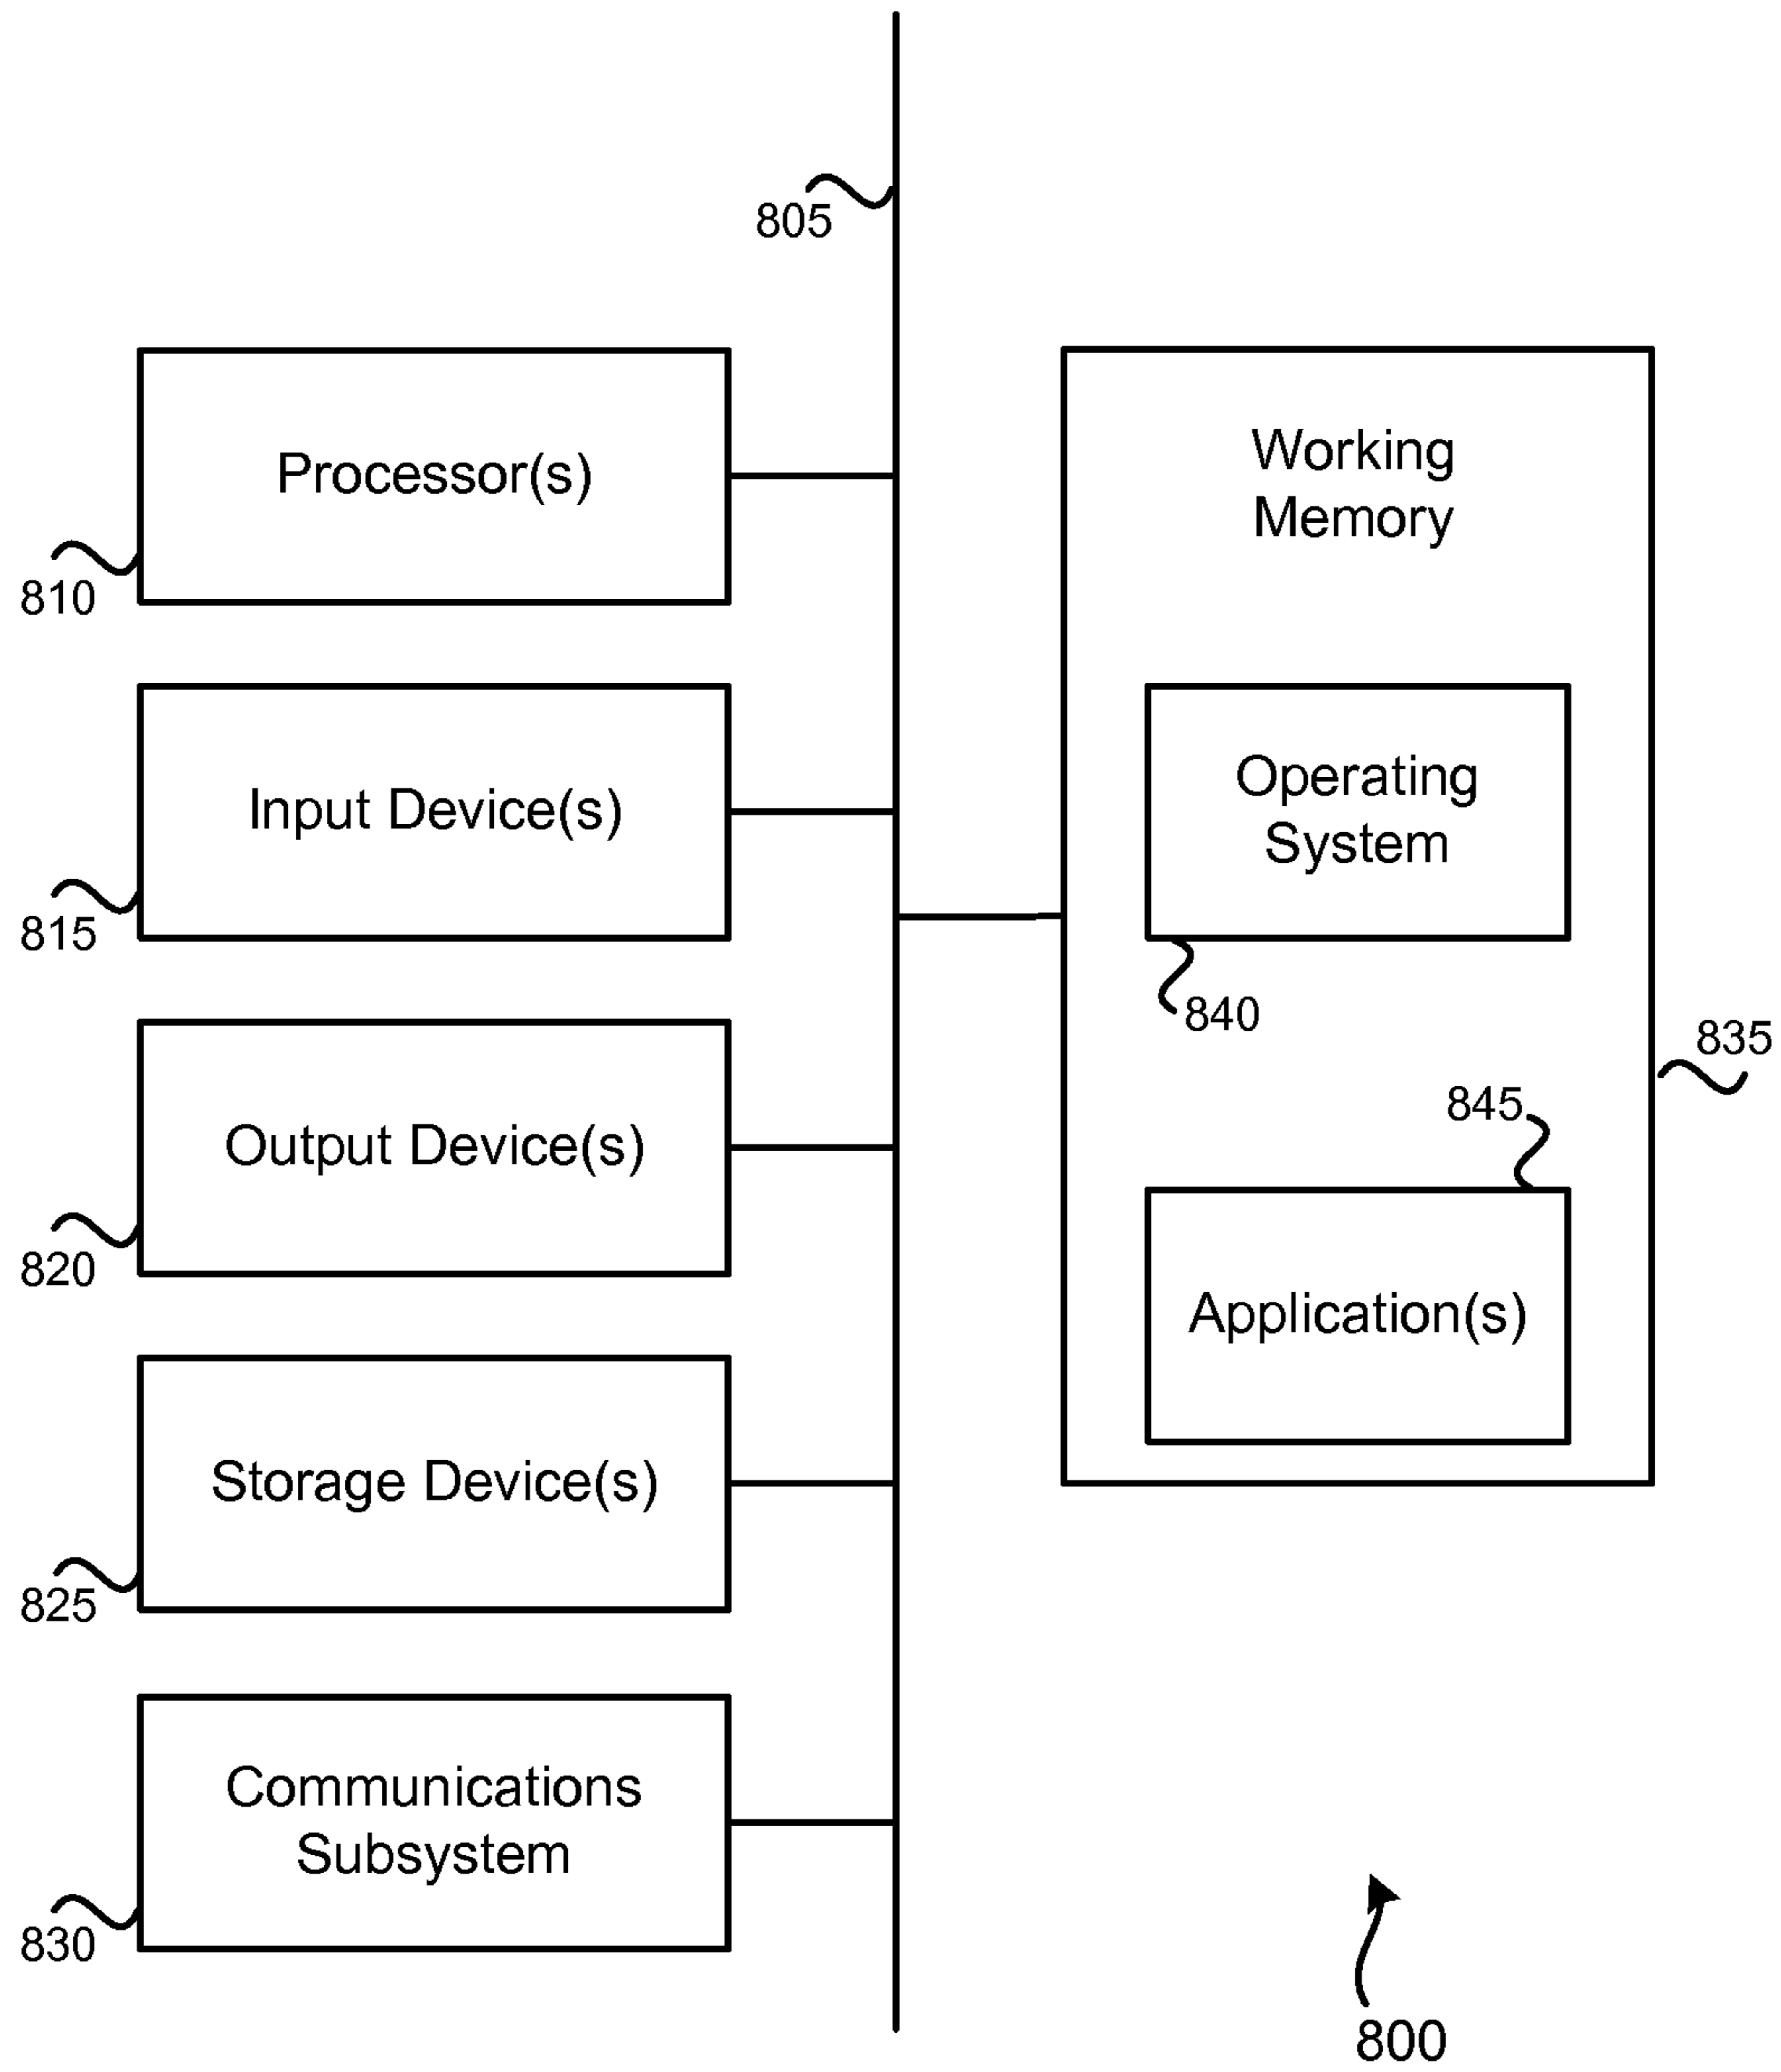 805
Processor(s)
810
Input Device(s)
815
Output Device(s)
820
Storage Device(s)
825
Communications
Subsystem
830
Working
Memory
Operating
System
840
835
845
Application(s)
800